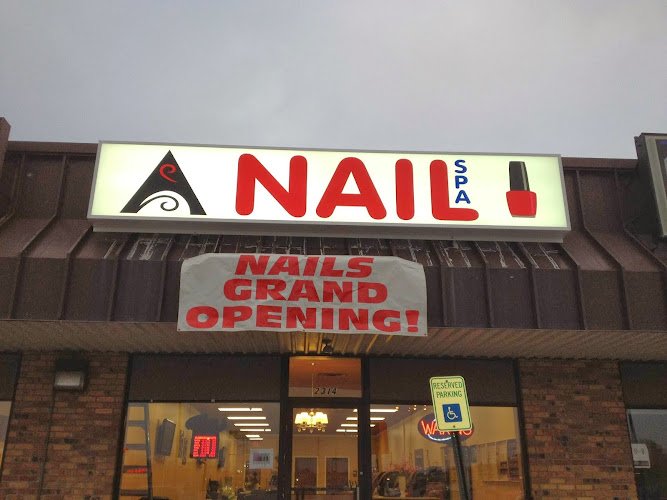 A NAIL SPA
NAILS
GRAND
OPENING!
2314
RESERVED
PARKING